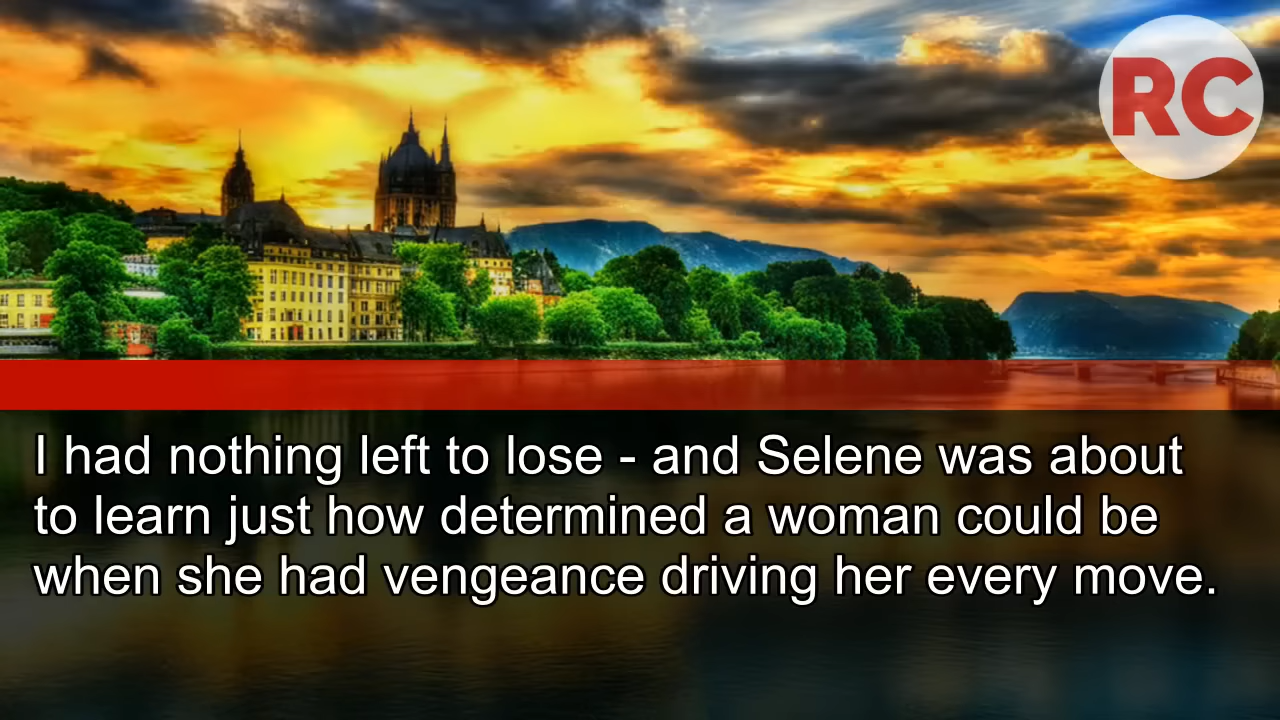 RC
I had nothing left to lose - and Selene was about
to learn just how determined a woman could be
when she had vengeance driving her every move.